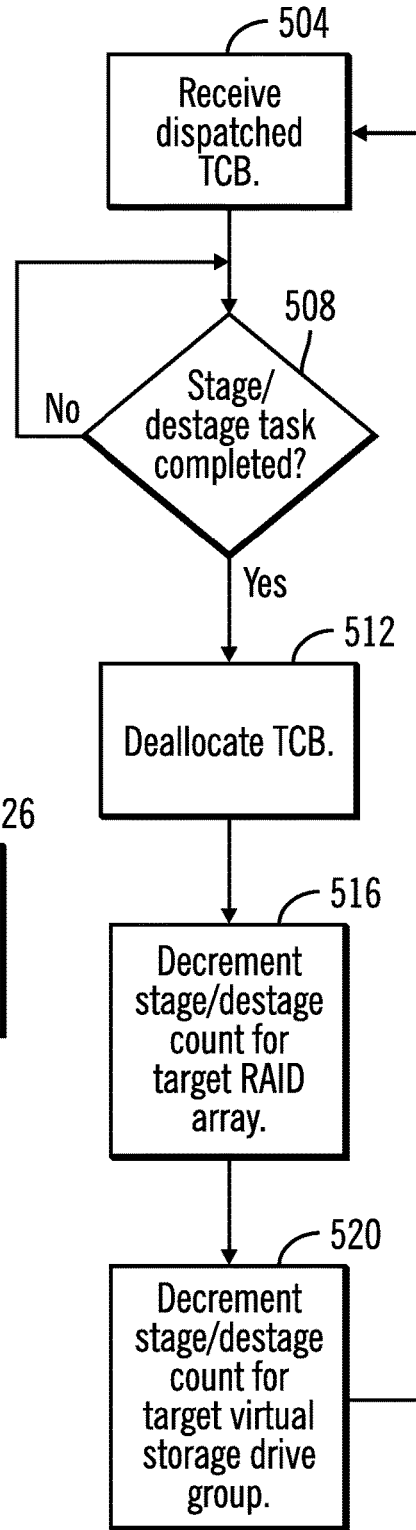 504
Receive
dispatched
TCB.
508
Stage/
destage task
completed?
No
Yes
512
Deallocate TCB.
26
516
Decrement
stage/destage
count for
target RAID
array.
520
Decrement
stage/destage
count for
target virtual
storage drive
group.